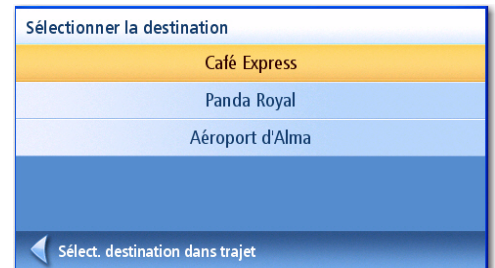 Sélectionner la destination
Café Express
Panda Royal
Aéroport d'Alma
Sélect. destination dans trajet